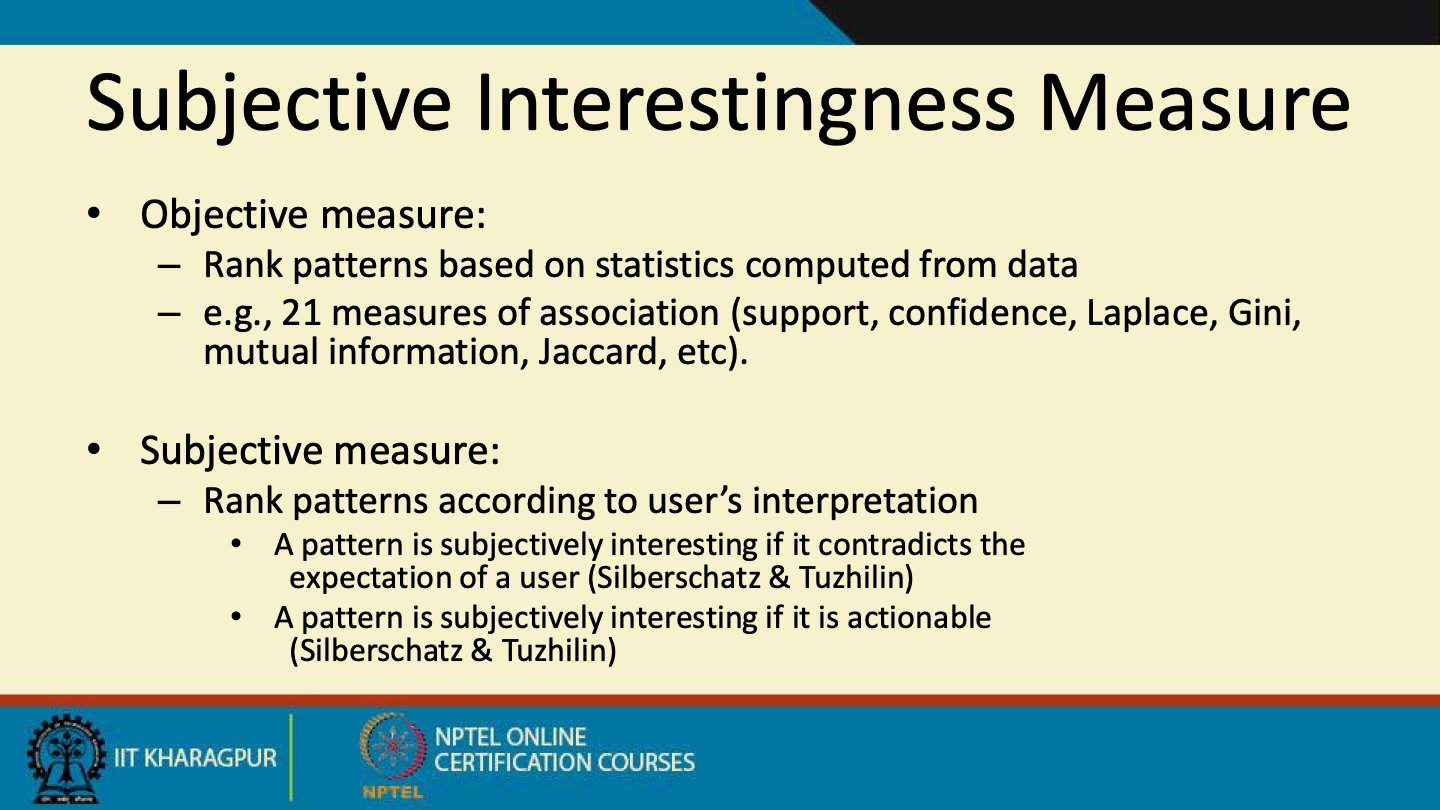 Subjective Interestingness Measure
• Objective measure:
– Rank patterns based on statistics computed from data
– e.g., 21 measures of association (support, confidence, Laplace, Gini,
mutual information, Jaccard, etc).
• Subjective measure:
– Rank patterns according to user’s interpretation
• A pattern is subjectively interesting if it contradicts the
expectation of a user (Silberschatz & Tuzhilin)
• A pattern is subjectively interesting if it is actionable
(Silberschatz & Tuzhilin)
IIT KHARAGPUR
NPTEL ONLINE
CERTIFICATION COURSES
NPTEL